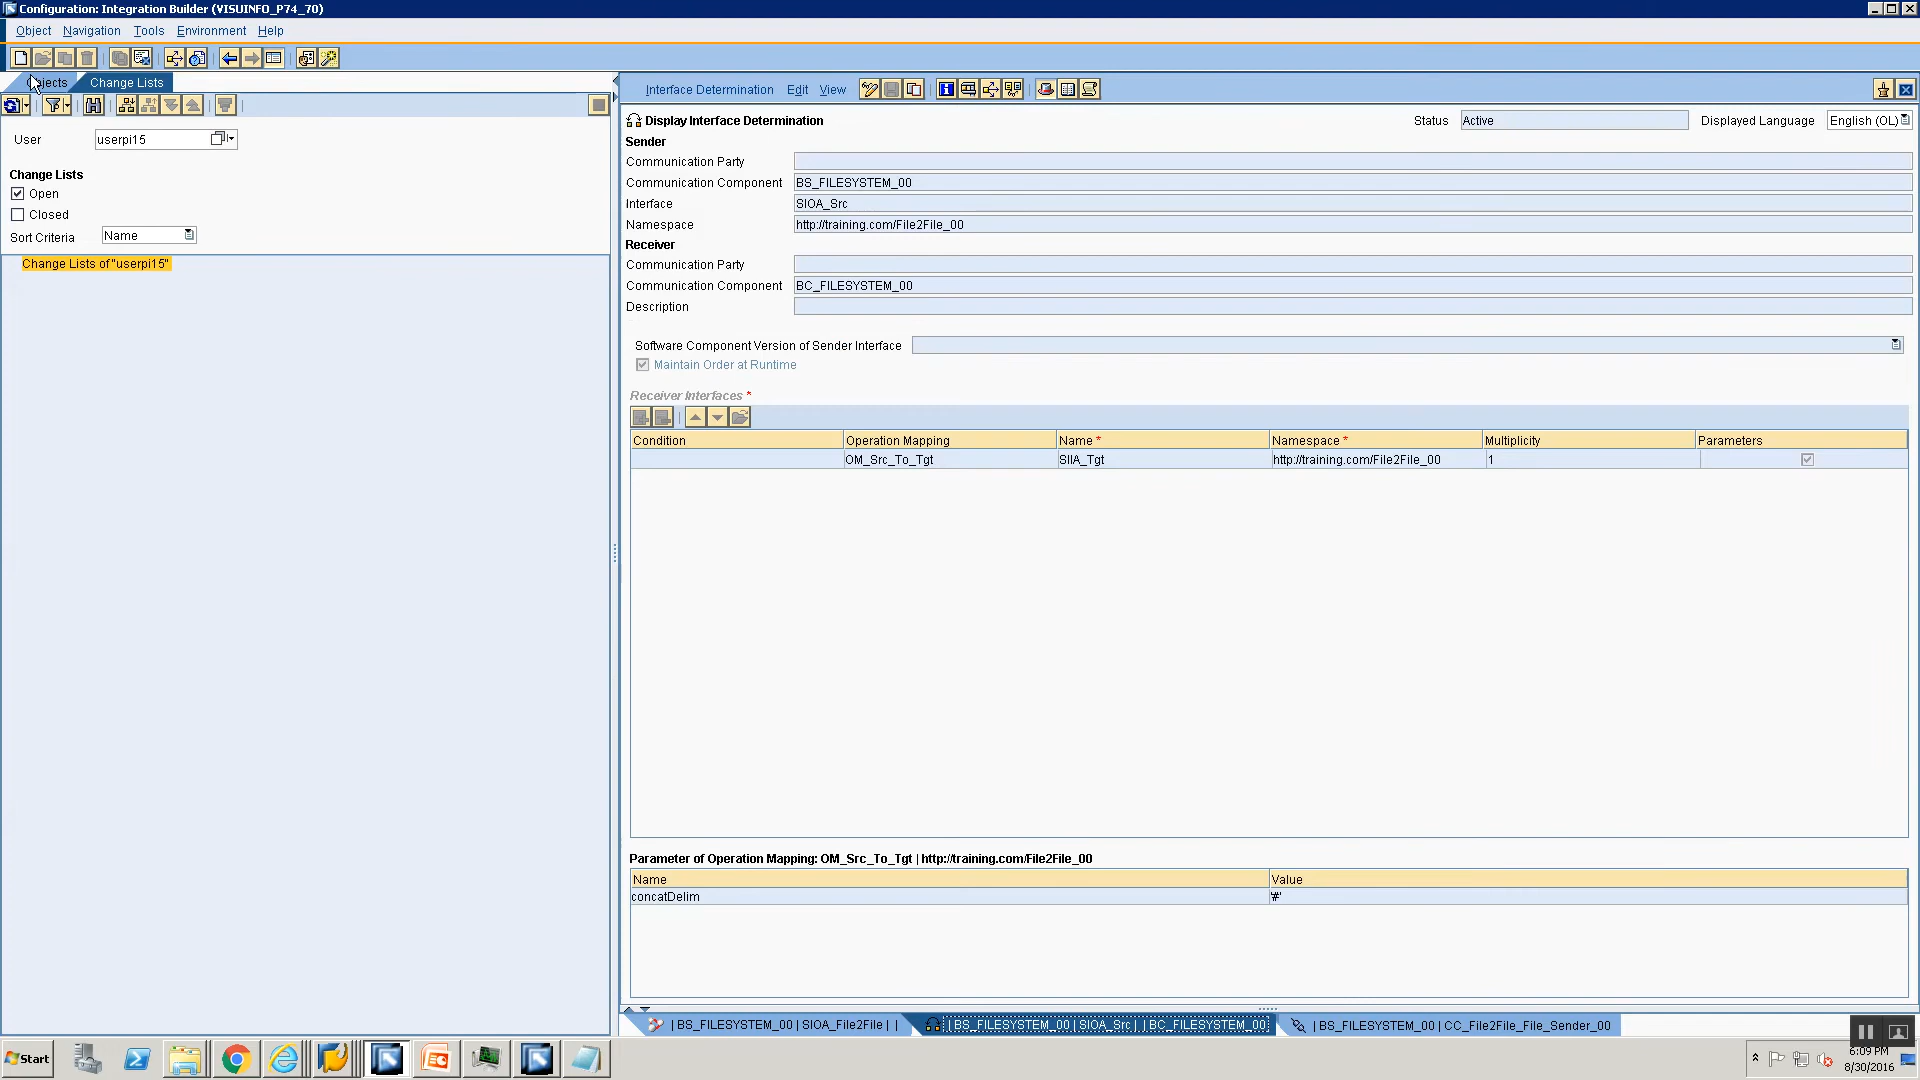 Configuration: Integration Builder (VISUINFO_P74_70)
Object Navigation Tools Environment Help
Objects Change Lists
User userpi15
Change Lists
Open
Closed
Sort Criteria Name
Change Lists of "userpi15"
Interface Determination Edit View
Display Interface Determination Status Active Displayed Language English (OL)
Sender
Communication Party
Communication Component BS_FILESYSTEM_00
Interface SIOA_Src
Namespace http://training.com/File2File_00
Receiver
Communication Party
Communication Component BC_FILESYSTEM_00
Description
Software Component Version of Sender Interface
Maintain Order at Runtime
Receiver Interfaces *
Condition Operation Mapping Name * Namespace * Multiplicity Parameters
OM_Src_To_Tgt SIIA_Tgt http://training.com/File2File_00 1
Parameter of Operation Mapping: OM_Src_To_Tgt | http://training.com/File2File_00
Name Value
concatDelim '#'
| BS_FILESYSTEM_00 | SIOA_File2File | | | BS_FILESYSTEM_00 | SIOA_Src | | BC_FILESYSTEM_00 | BS_FILESYSTEM_00 | CC_File2File_File_Sender_00
Start 6:09 PM
8/30/2016